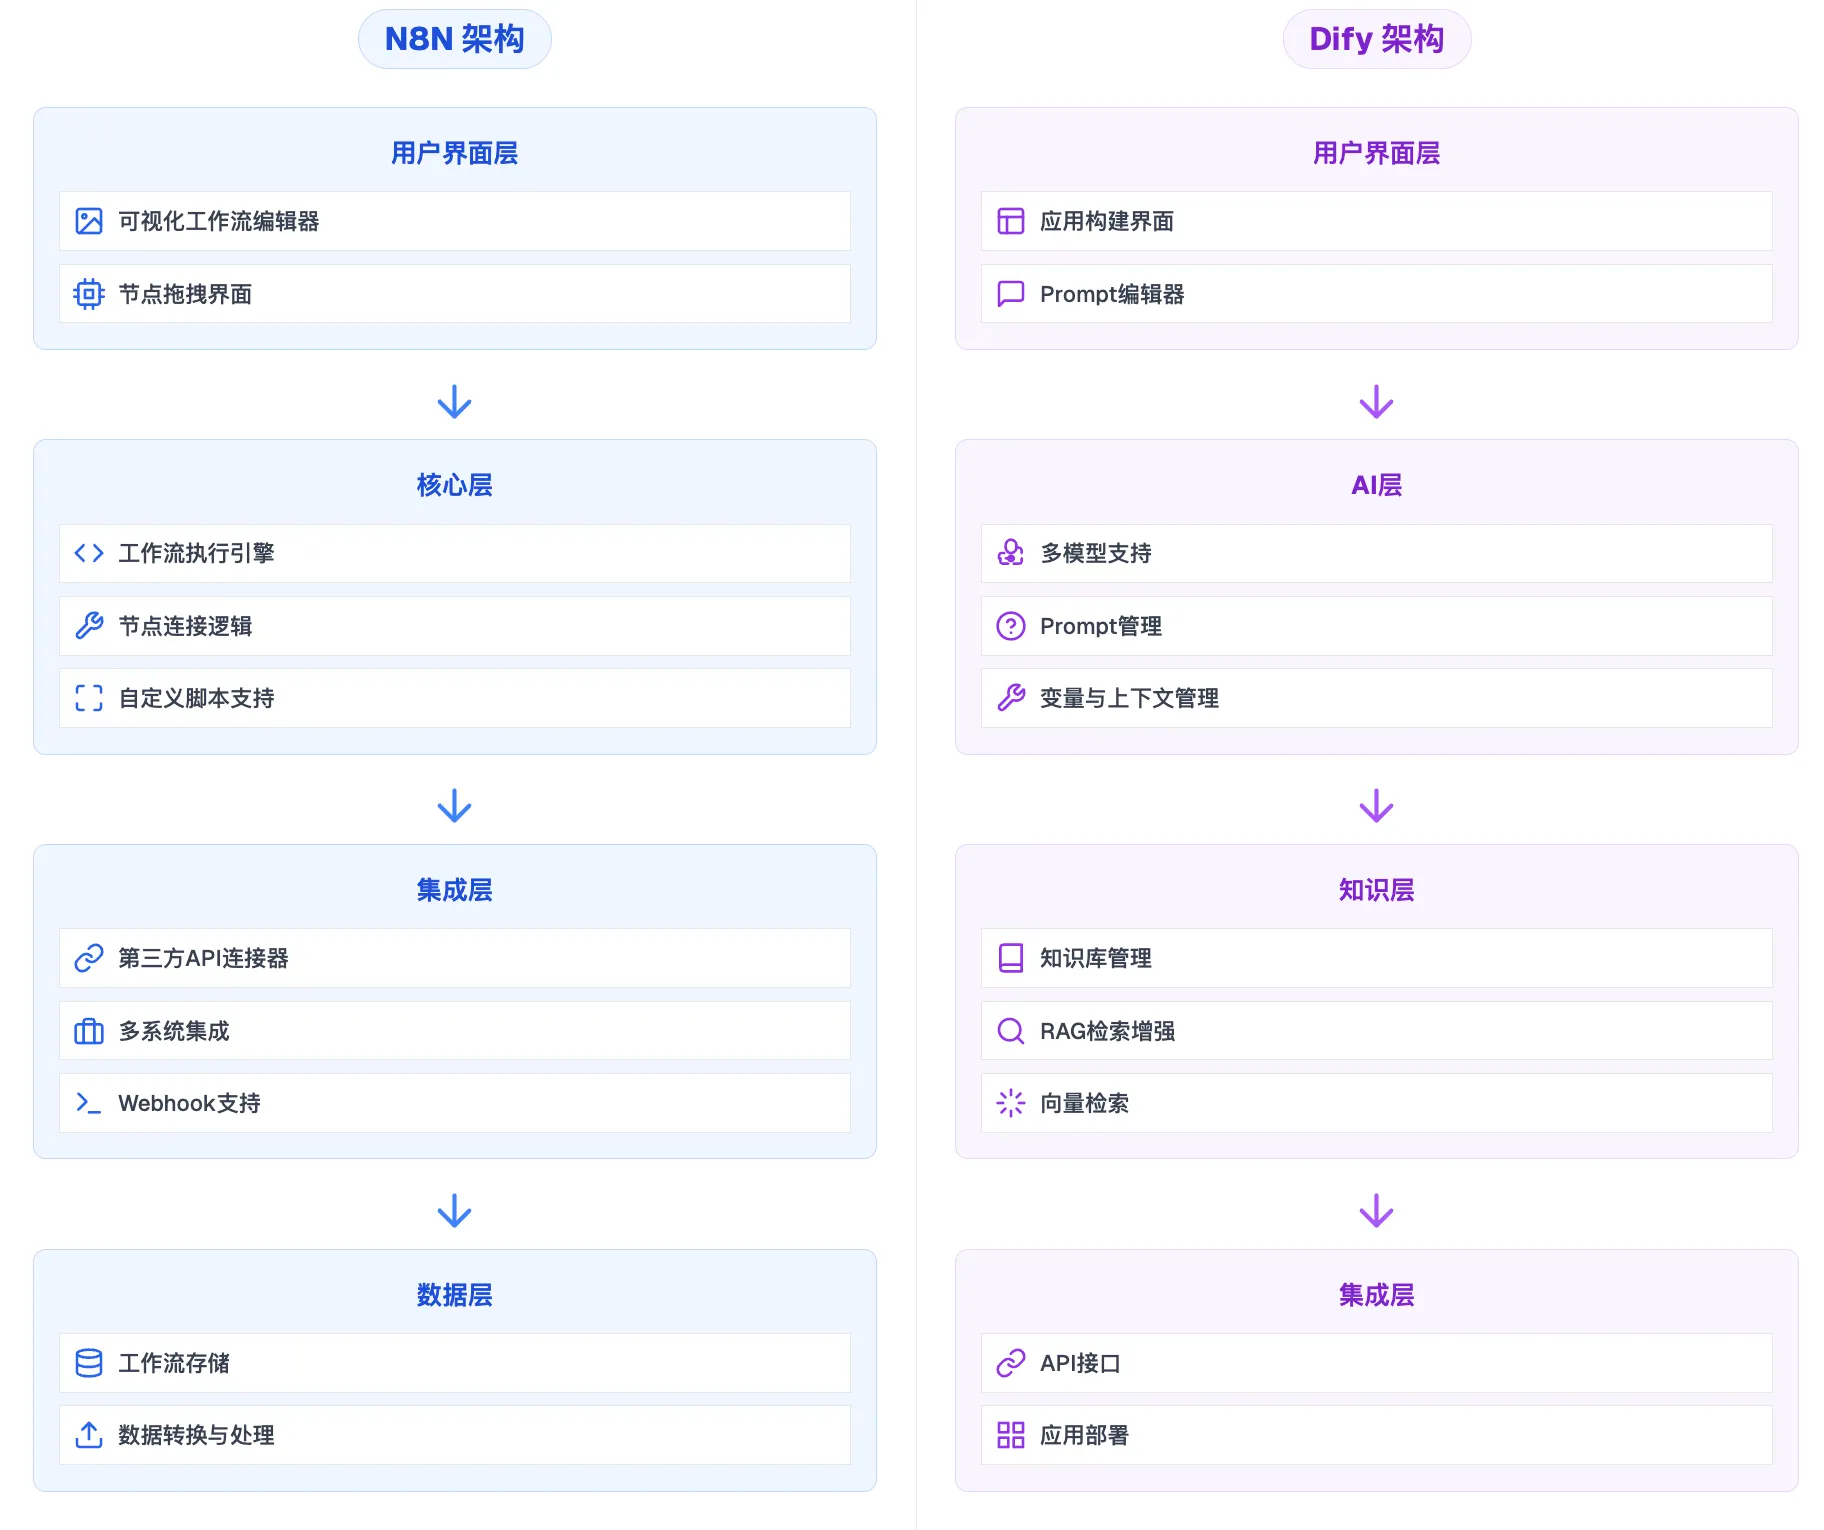 N8N 架构
用户界面层
可视化工作流编辑器
节点拖拽界面
核心层
工作流执行引擎
节点连接逻辑
自定义脚本支持
集成层
第三方API连接器
多系统集成
Webhook支持
数据层
工作流存储
数据转换与处理
Dify 架构
用户界面层
应用构建界面
Prompt编辑器
AI层
多模型支持
Prompt管理
变量与上下文管理
知识层
知识库管理
RAG检索增强
向量检索
集成层
API接口
应用部署